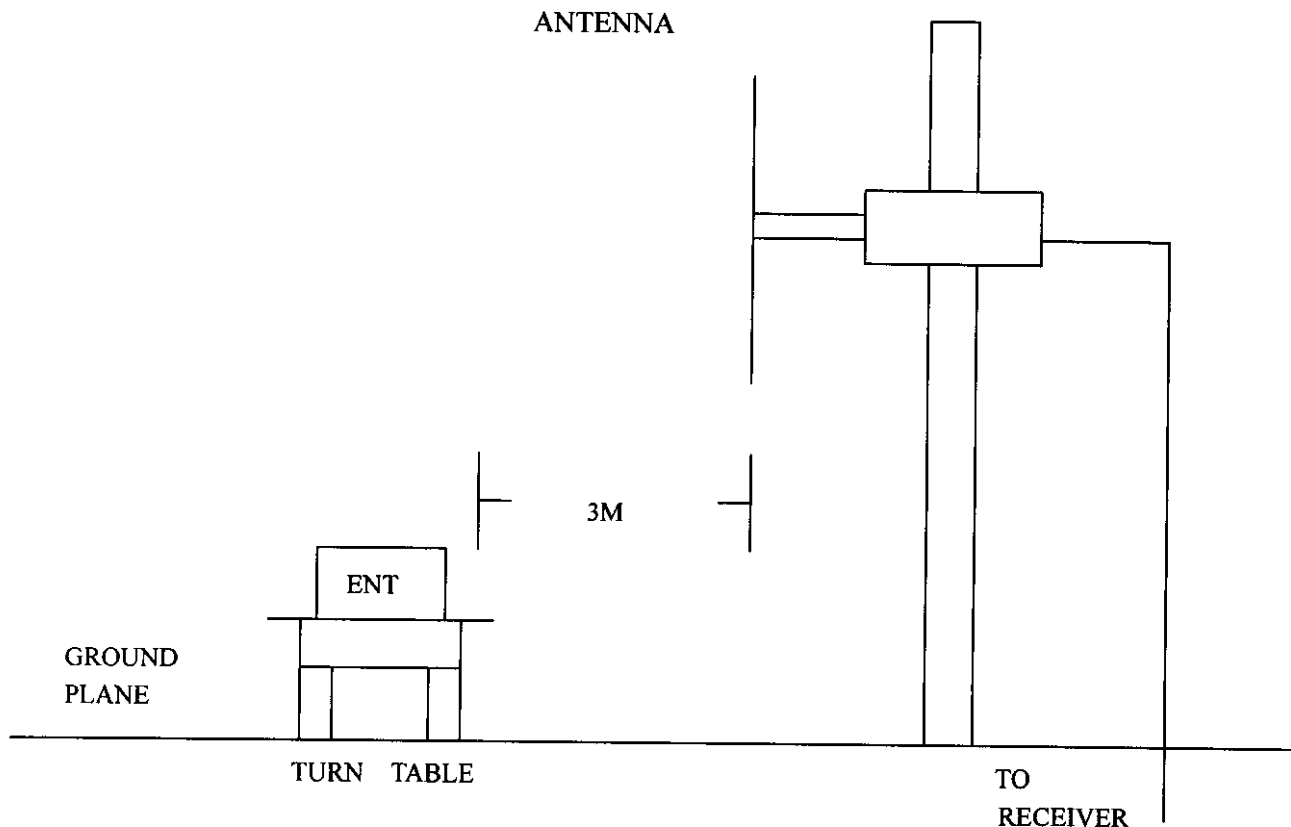 ANTENNA
3M
ENT
GROUND
PLANE
TURN TABLE
TO
RECEIVER